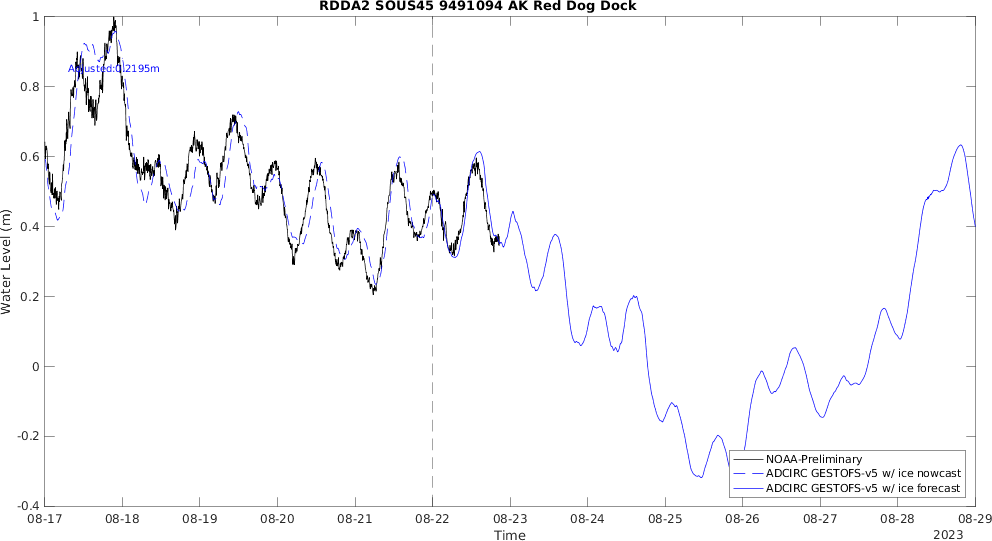 RDDA2 SOUS45 9491094 AK Red Dog Dock
Adjusted:0.2195m
1
0.8
0.6
0.4
0.2
0
-0.2
-0.4
Water Level (m)
NOAA-Preliminary
ADCIRC GESTOFS-v5 w/ ice nowcast
ADCIRC GESTOFS-v5 w/ ice forecast
08-17 08-18 08-19 08-20 08-21 08-22 08-23 08-24 08-25 08-26 08-27 08-28 08-29
Time
2023